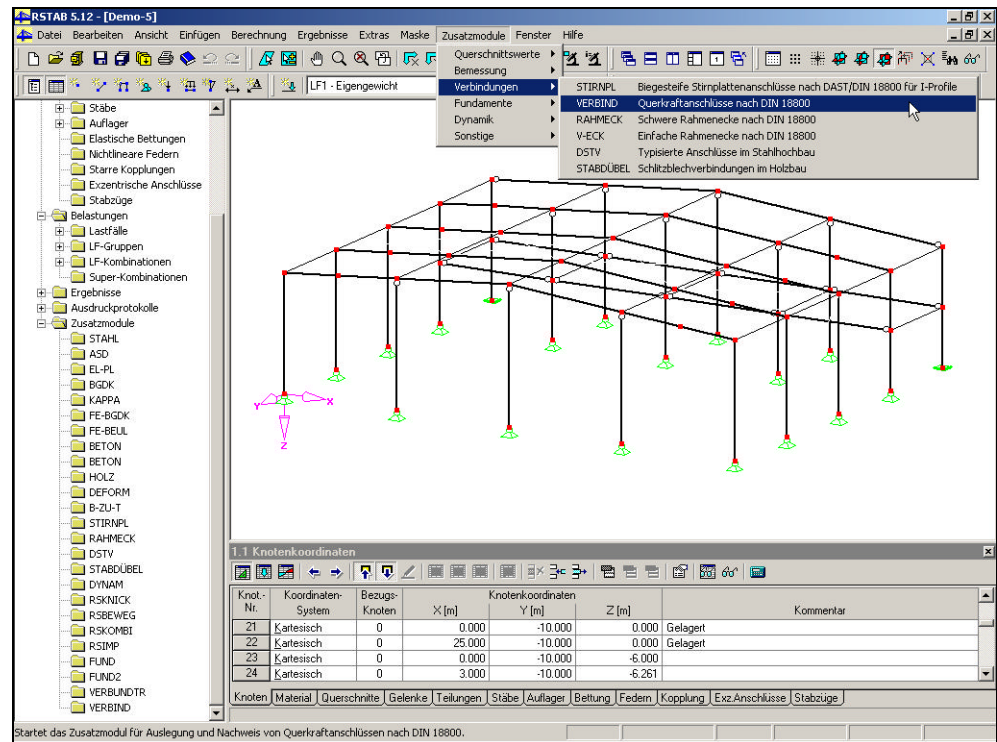 RSTAB 5.12 - [Demo-5]
Datei Bearbeiten Ansicht Einfügen Berechnung Ergebnisse Extras Maske Zusatzmodule Fenster Hilfe
LF1 - Eigengewicht
Querschnittswerte
Bemessung
Verbindungen
Fundamente
Dynamik
Sonstige
STIRNPL Biegesteife Stirnplattenanschlüsse nach DAST/DIN 18800 für I-Profile
VERBIND Querkraftanschlüsse nach DIN 18800
RAHMECK Schwere Rahmenecke nach DIN 18800
V-ECK Einfache Rahmenecke nach DIN 18800
DSTV Typisierte Anschlüsse im Stahlhochbau
STABDÜBEL Schlitzblechverbindungen im Holzbau
Stäbe
Auflager
Elastische Bettungen
Nichtlineare Federn
Starre Kopplungen
Exzentrische Anschlüsse
Stabzüge
Belastungen
Lastfälle
LF-Gruppen
LF-Kombinationen
Super-Kombinationen
Ergebnisse
Ausdruckprotokolle
Zusatzmodule
STAHL
ASD
EL-PL
BGDK
KAPPA
FE-BGDK
FE-BEUL
BETON
BETON
HOLZ
DEFORM
B-ZU-T
STIRNPL
RAHMECK
DSTV
STABDÜBEL
DYNAM
RSKNICK
RSBEWEG
RSKOMBI
RSIMP
FUND
FUND2
VERBUNDTR
VERBIND
Y
X
Z
1.1 Knotenkoordinaten
Knot.- Koordinaten- Bezugs- Knotenkoordinaten
Nr. System Knoten X [m] Y [m] Z [m] Kommentar
21 Kartesisch 0 0.000 -10.000 0.000 Gelagert
22 Kartesisch 0 25.000 -10.000 0.000 Gelagert
23 Kartesisch 0 0.000 -10.000 -6.000
24 Kartesisch 0 3.000 -10.000 -6.261
Knoten Material Querschnitte Gelenke Teilungen Stäbe Auflager Bettung Federn Kopplung Exz.Anschlüsse Stabzüge
Startet das Zusatzmodul für Auslegung und Nachweis von Querkraftanschlüssen nach DIN 18800.